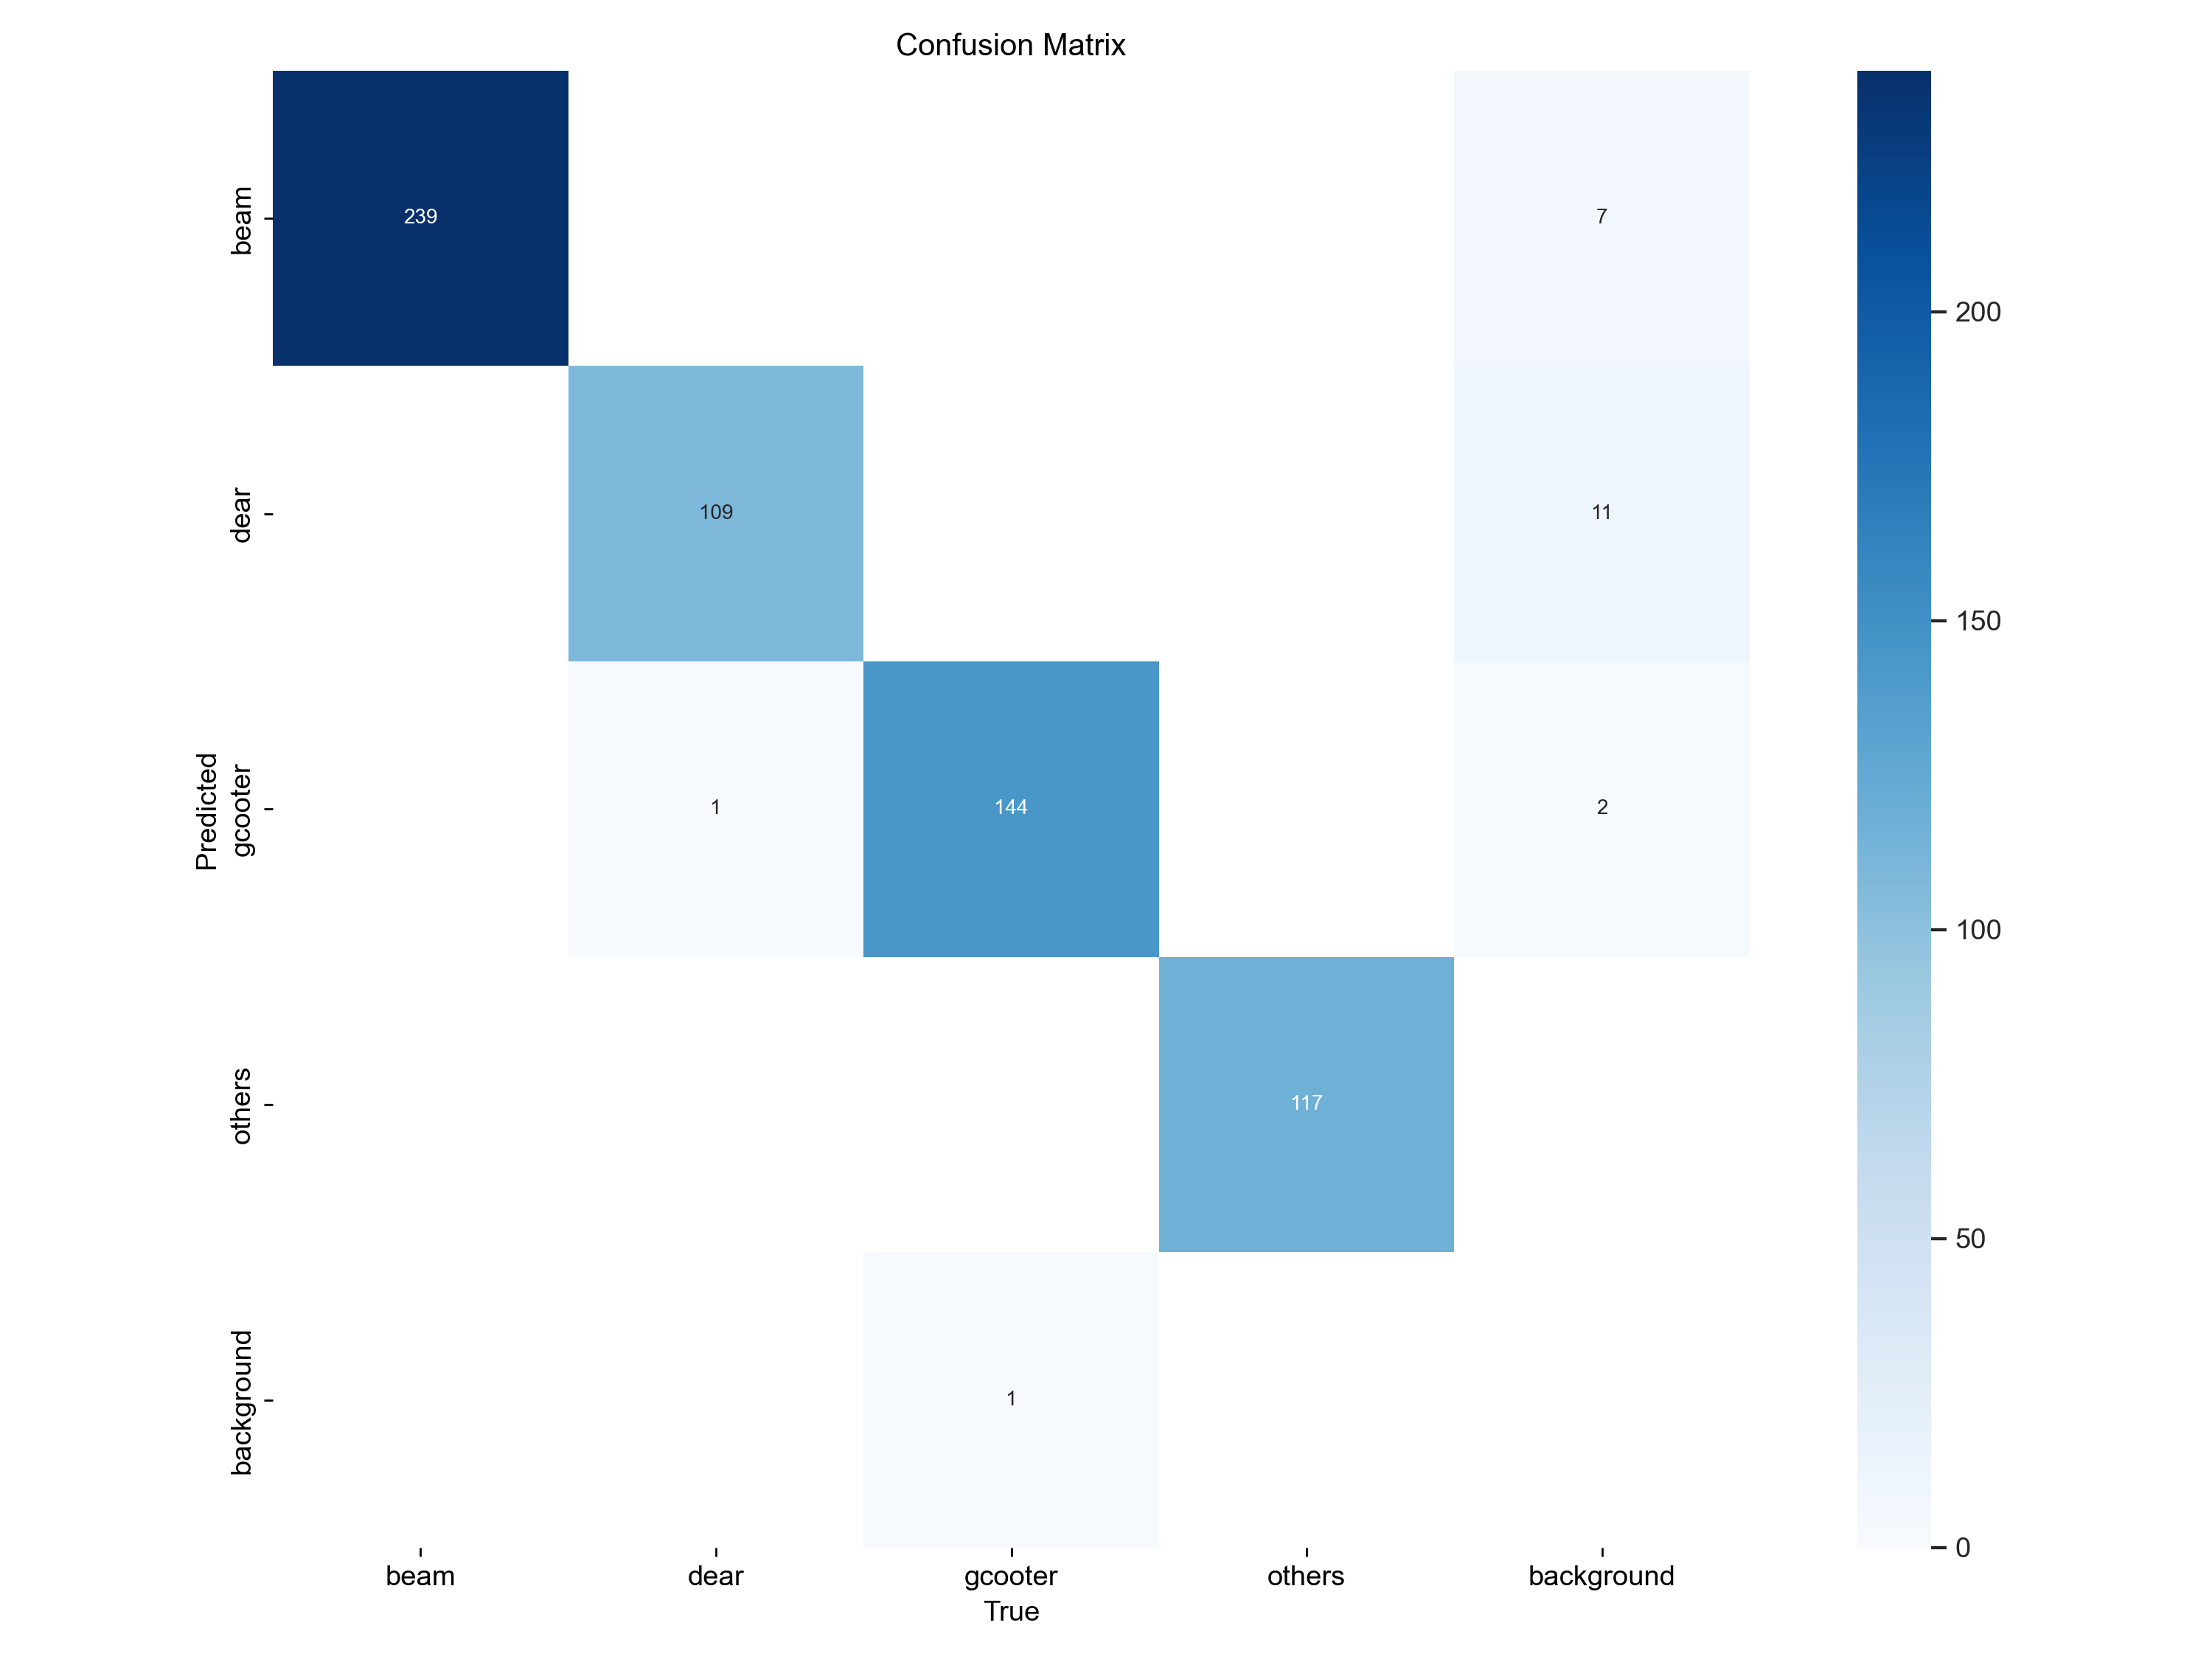 Confusion Matrix
beam
239
7
200
dear
109
11
150
Predicted
gcooter
1
144
2
100
others
117
50
background
1
0
beam
dear
gcooter
others
background
True